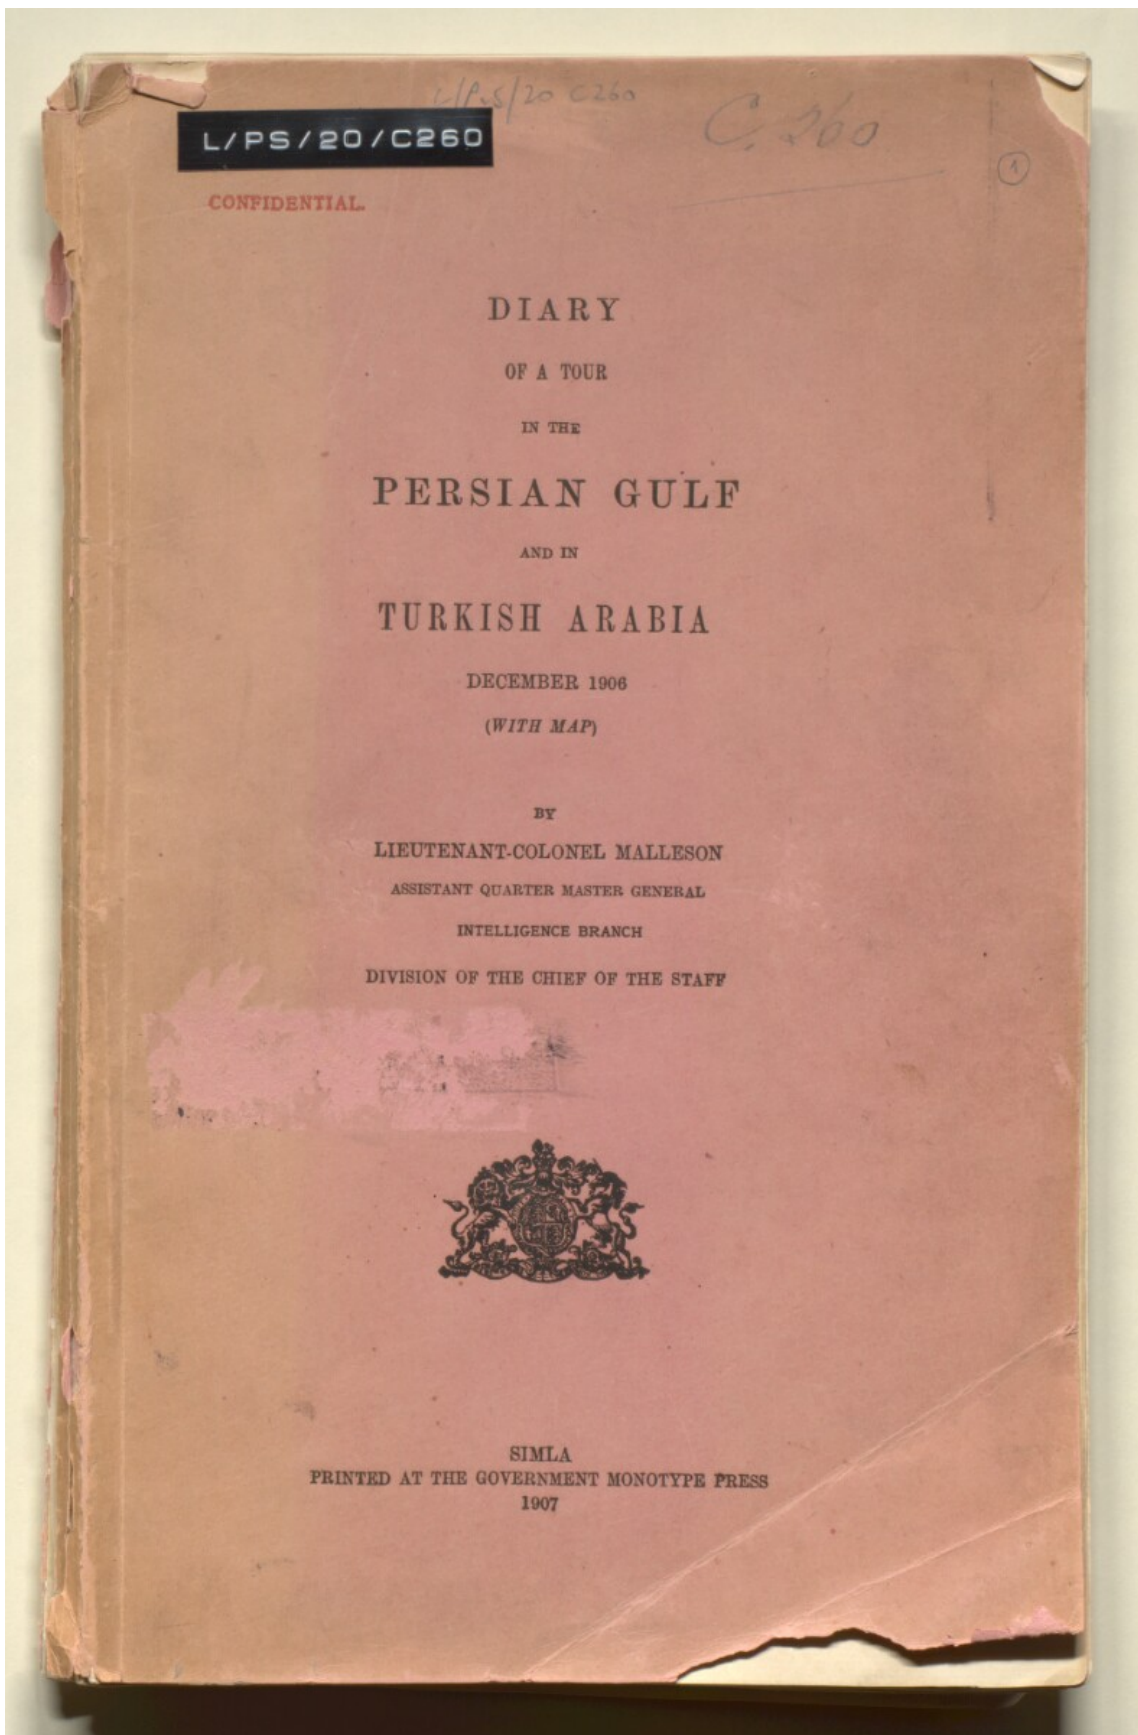 L/P&S/20 C260
C. 260
L/PS/20/C260
1
CONFIDENTIAL.
DIARY
OF A TOUR
IN THE
PERSIAN GULF
AND IN
TURKISH ARABIA
DECEMBER 1906
(WITH MAP)
BY
LIEUTENANT-COLONEL MALLESON
ASSISTANT QUARTER MASTER GENERAL
INTELLIGENCE BRANCH
DIVISION OF THE CHIEF OF THE STAFF
SIMLA
PRINTED AT THE GOVERNMENT MONOTYPE PRESS
1907